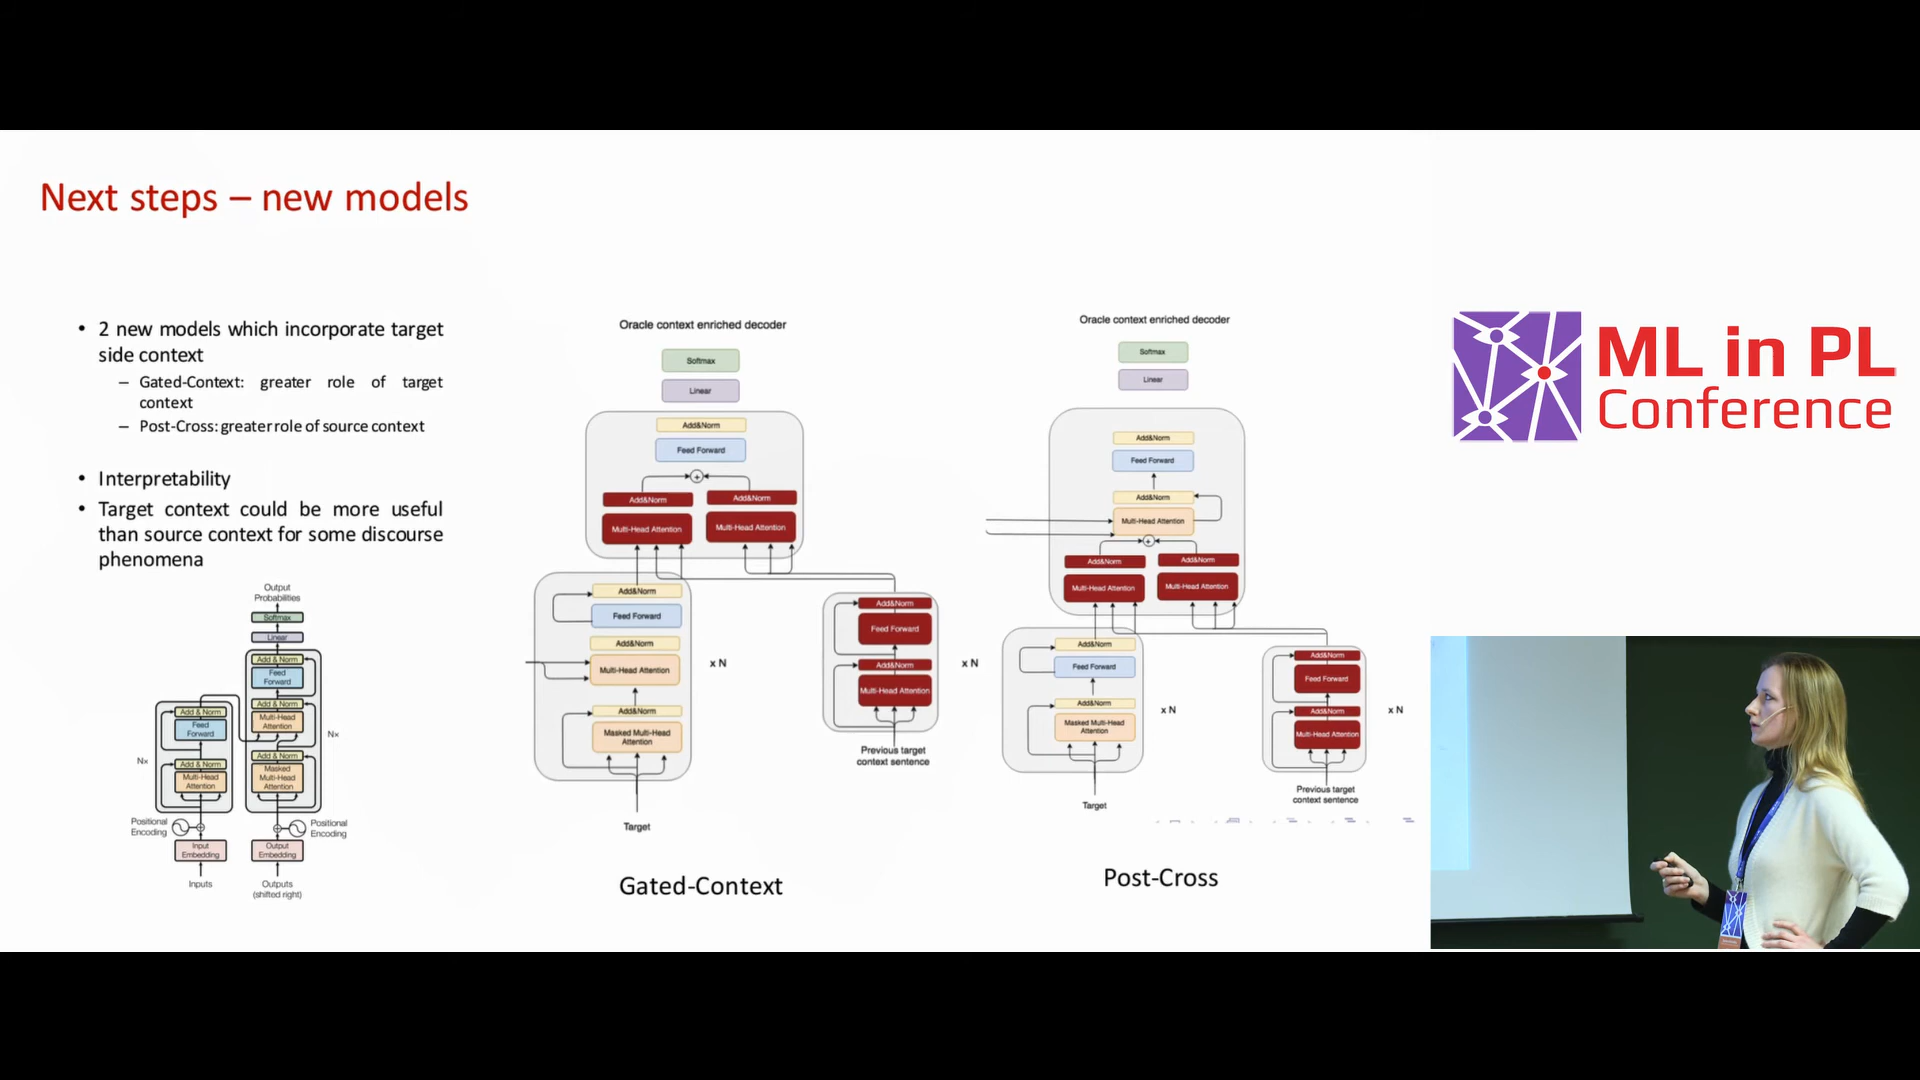 Next steps – new models
• 2 new models which incorporate target
side context
– Gated-Context: greater role of target
context
– Post-Cross: greater role of source context
• Interpretability
• Target context could be more useful
than source context for some discourse
phenomena
Output
Probabilities
Softmax
Linear
Add & Norm
Feed
Forward
Add & Norm
Multi-Head
Attention
Add & Norm
Masked
Multi-Head
Attention
Nx
Add & Norm
Feed
Forward
Add & Norm
Multi-Head
Attention
Nx
Positional
Encoding
Positional
Encoding
Input
Embedding
Output
Embedding
Inputs
Outputs
(shifted right)
Oracle context enriched decoder
Softmax
Linear
Add&Norm
Feed Forward
+
Add&Norm
Add&Norm
Multi-Head Attention
Multi-Head Attention
Add&Norm
Feed Forward
Add&Norm
Multi-Head Attention
Add&Norm
Masked Multi-Head
Attention
x N
Target
Add&Norm
Feed Forward
Add&Norm
Multi-Head Attention
x N
Previous target
context sentence
Gated-Context
Oracle context enriched decoder
Softmax
Linear
Add&Norm
Feed Forward
Add&Norm
Multi-Head Attention
+
Add&Norm
Add&Norm
Multi-Head Attention
Multi-Head Attention
Add&Norm
Feed Forward
Add&Norm
Masked Multi-Head
Attention
x N
Target
Add&Norm
Feed Forward
Add&Norm
Multi-Head Attention
x N
Previous target
context sentence
Post-Cross
ML in PL
Conference